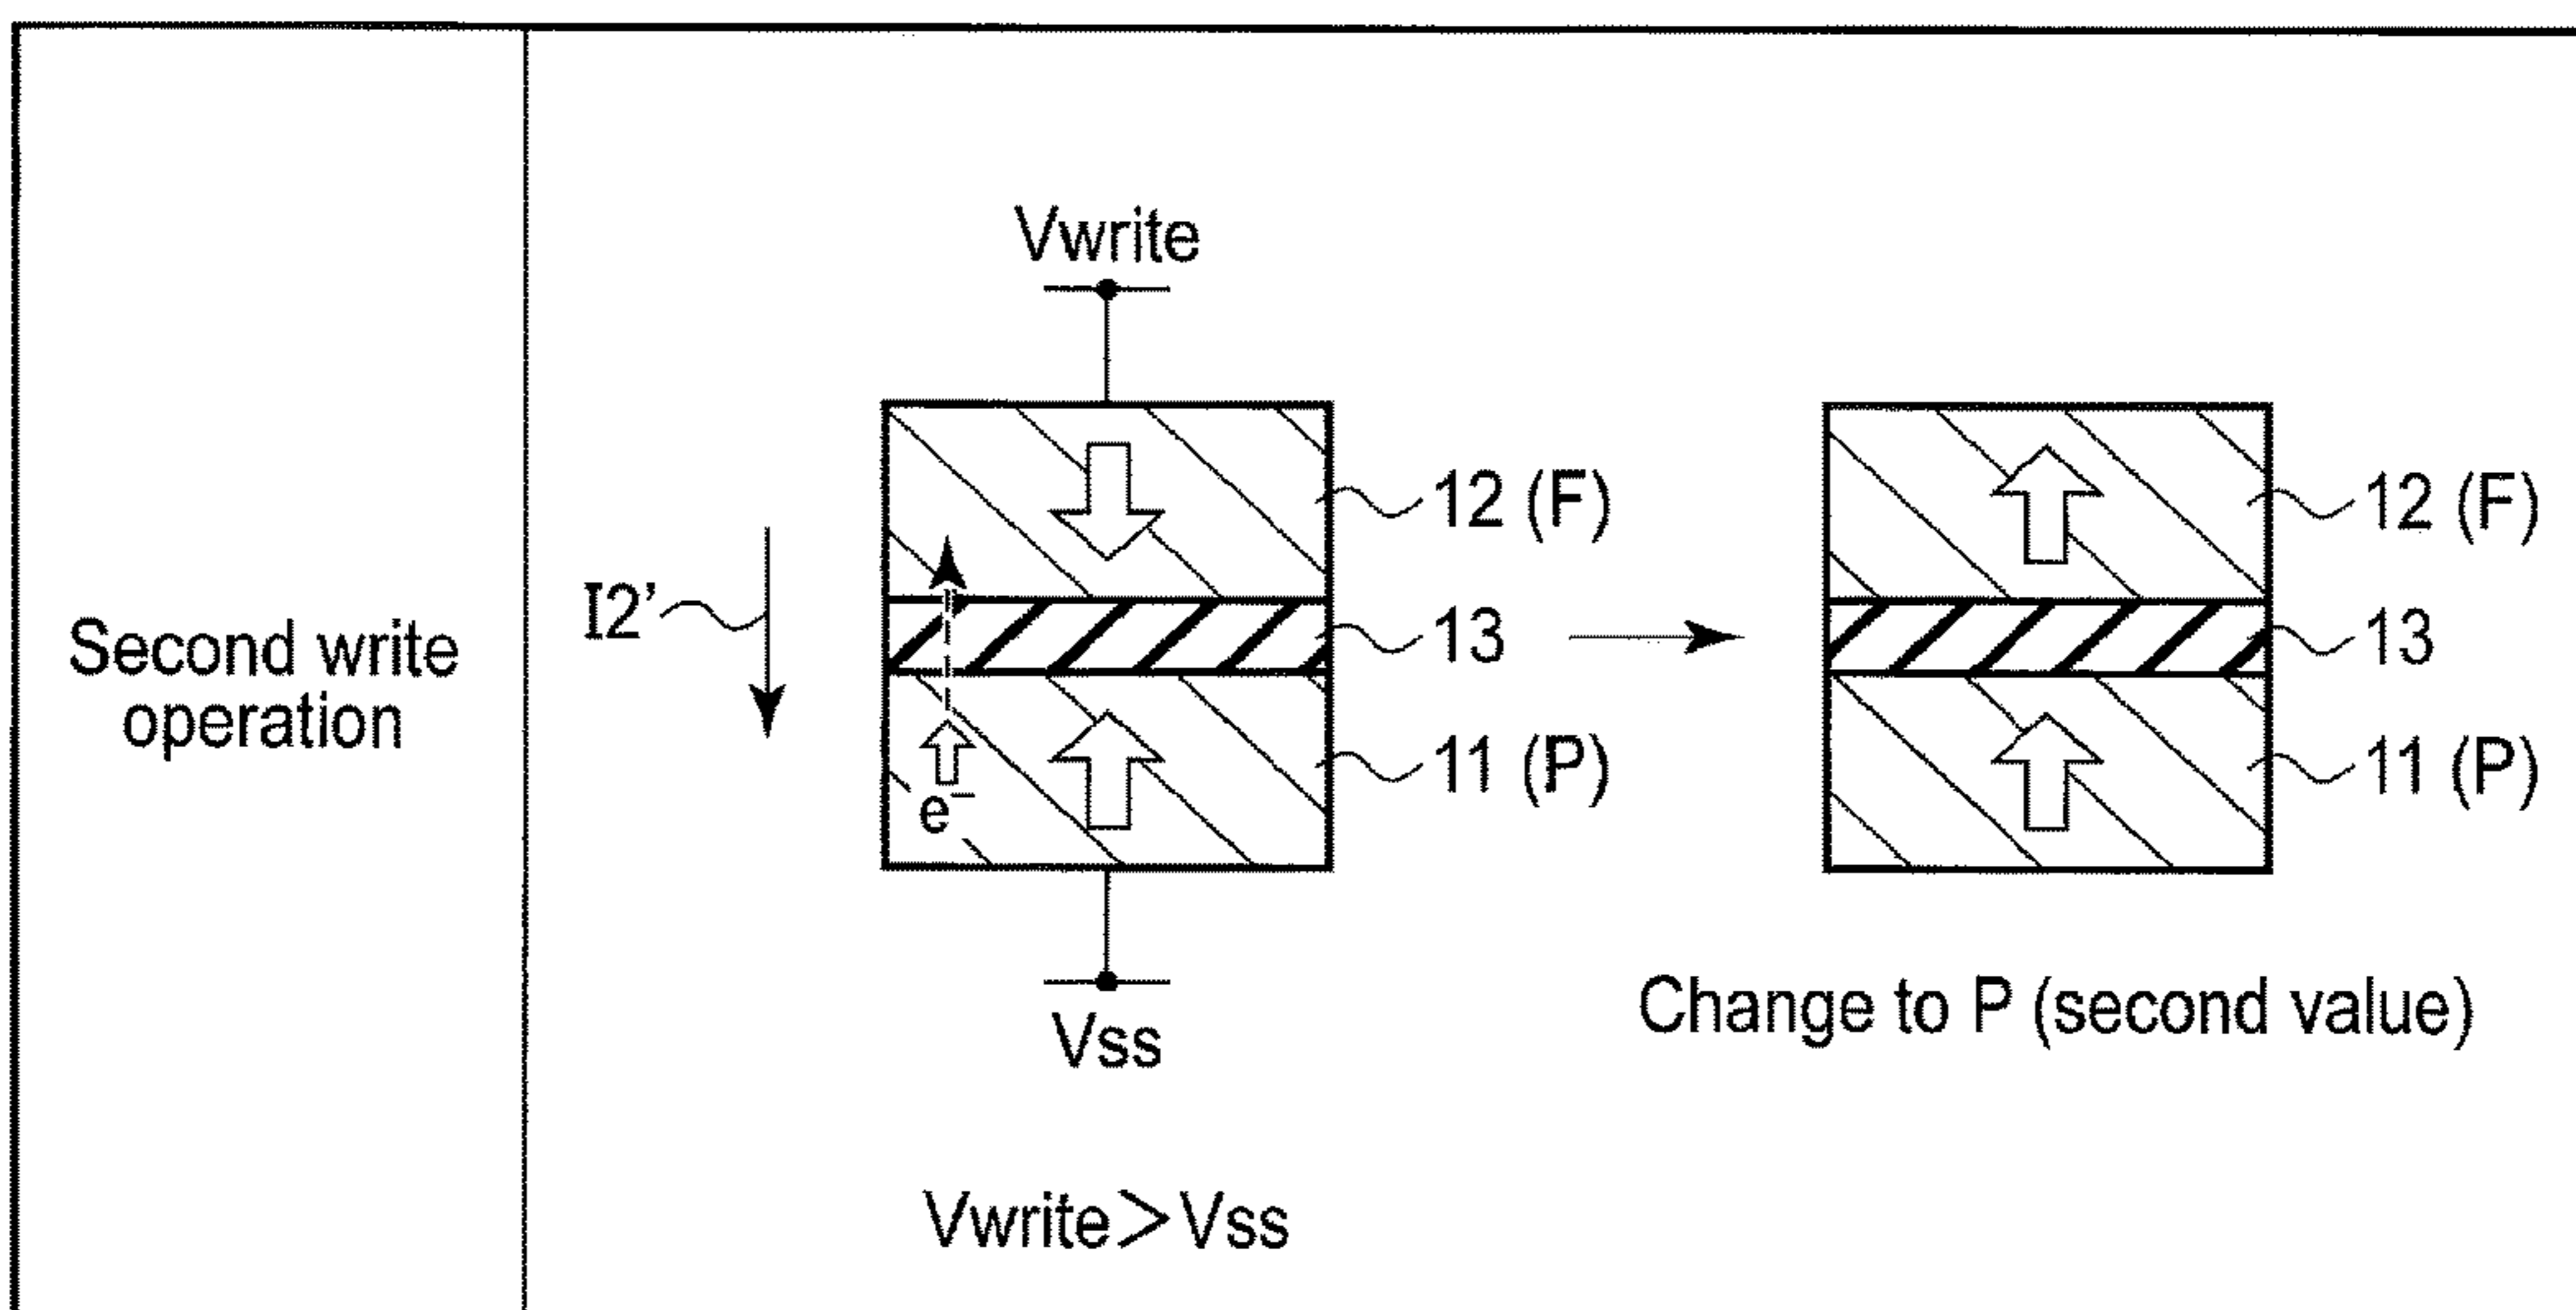 Second write
operation
Vwrite
I2’
12 (F)
13
11 (P)
e−
Vss
Vwrite>Vss
12 (F)
13
11 (P)
Change to P (second value)